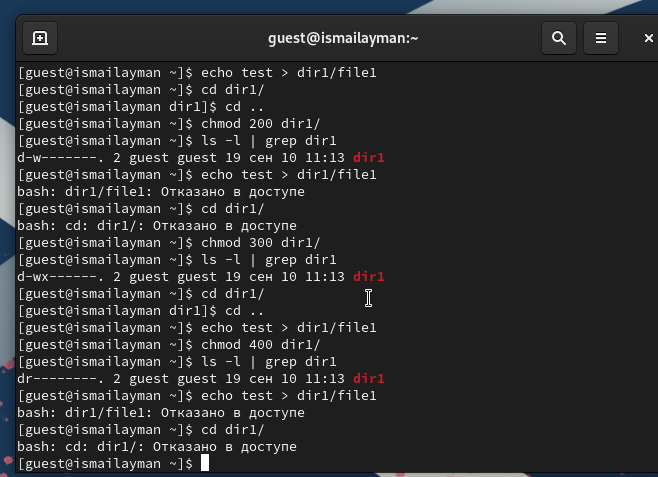 guest@ismailayman:~
[guest@ismailayman ~]$ echo test > dir1/file1
[guest@ismailayman ~]$ cd dir1/
[guest@ismailayman dir1]$ cd ..
[guest@ismailayman ~]$ chmod 200 dir1/
[guest@ismailayman ~]$ ls -l | grep dir1
d-w-------. 2 guest guest 19 сен 10 11:13 dir1
[guest@ismailayman ~]$ echo test > dir1/file1
bash: dir1/file1: Отказано в доступе
[guest@ismailayman ~]$ cd dir1/
bash: cd: dir1/: Отказано в доступе
[guest@ismailayman ~]$ chmod 300 dir1/
[guest@ismailayman ~]$ ls -l | grep dir1
d-wx------. 2 guest guest 19 сен 10 11:13 dir1
[guest@ismailayman ~]$ cd dir1/
[guest@ismailayman dir1]$ cd ..
[guest@ismailayman ~]$ echo test > dir1/file1
[guest@ismailayman ~]$ chmod 400 dir1/
[guest@ismailayman ~]$ ls -l | grep dir1
dr--------. 2 guest guest 19 сен 10 11:13 dir1
[guest@ismailayman ~]$ echo test > dir1/file1
bash: dir1/file1: Отказано в доступе
[guest@ismailayman ~]$ cd dir1/
bash: cd: dir1/: Отказано в доступе
[guest@ismailayman ~]$